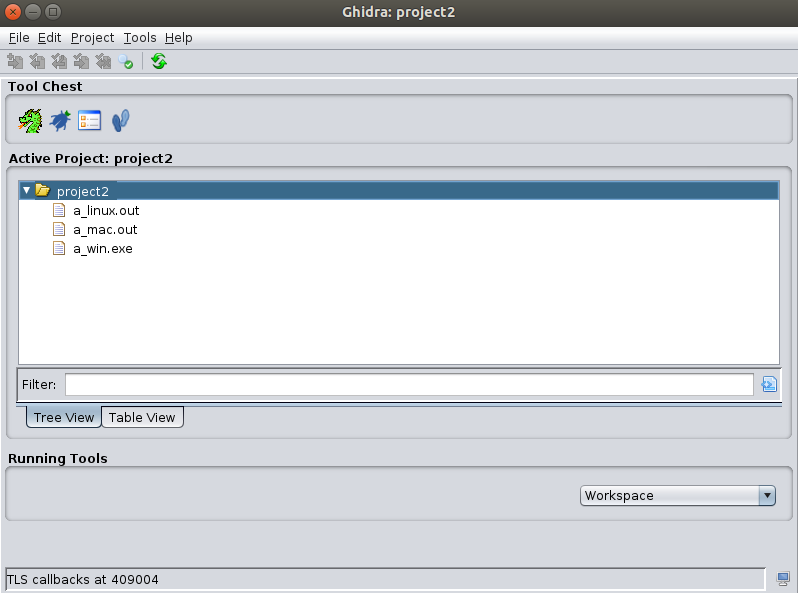 Ghidra: project2
File Edit Project Tools Help
Tool Chest
Active Project: project2
project2
a_linux.out
a_mac.out
a_win.exe
Filter:
Tree View Table View
Running Tools
Workspace
TLS callbacks at 409004